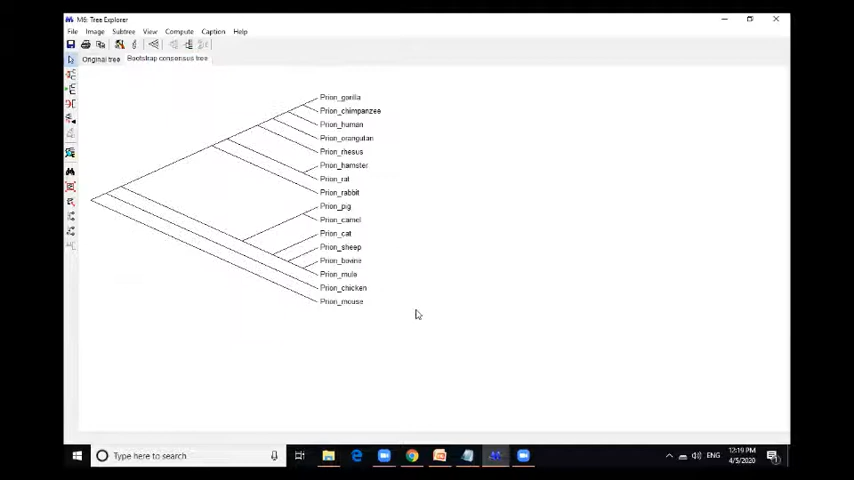 M6: Tree Explorer
File Image Subtree View Compute Caption Help
Original tree Bootstrap consensus tree
Prion_gorilla
Prion_chimpanzee
Prion_human
Prion_orangutan
Prion_rhesus
Prion_hamster
Prion_rat
Prion_rabbit
Prion_pig
Prion_camel
Prion_cat
Prion_sheep
Prion_bovine
Prion_mule
Prion_chicken
Prion_mouse
Type here to search
ENG
12:19 PM
4/5/2020